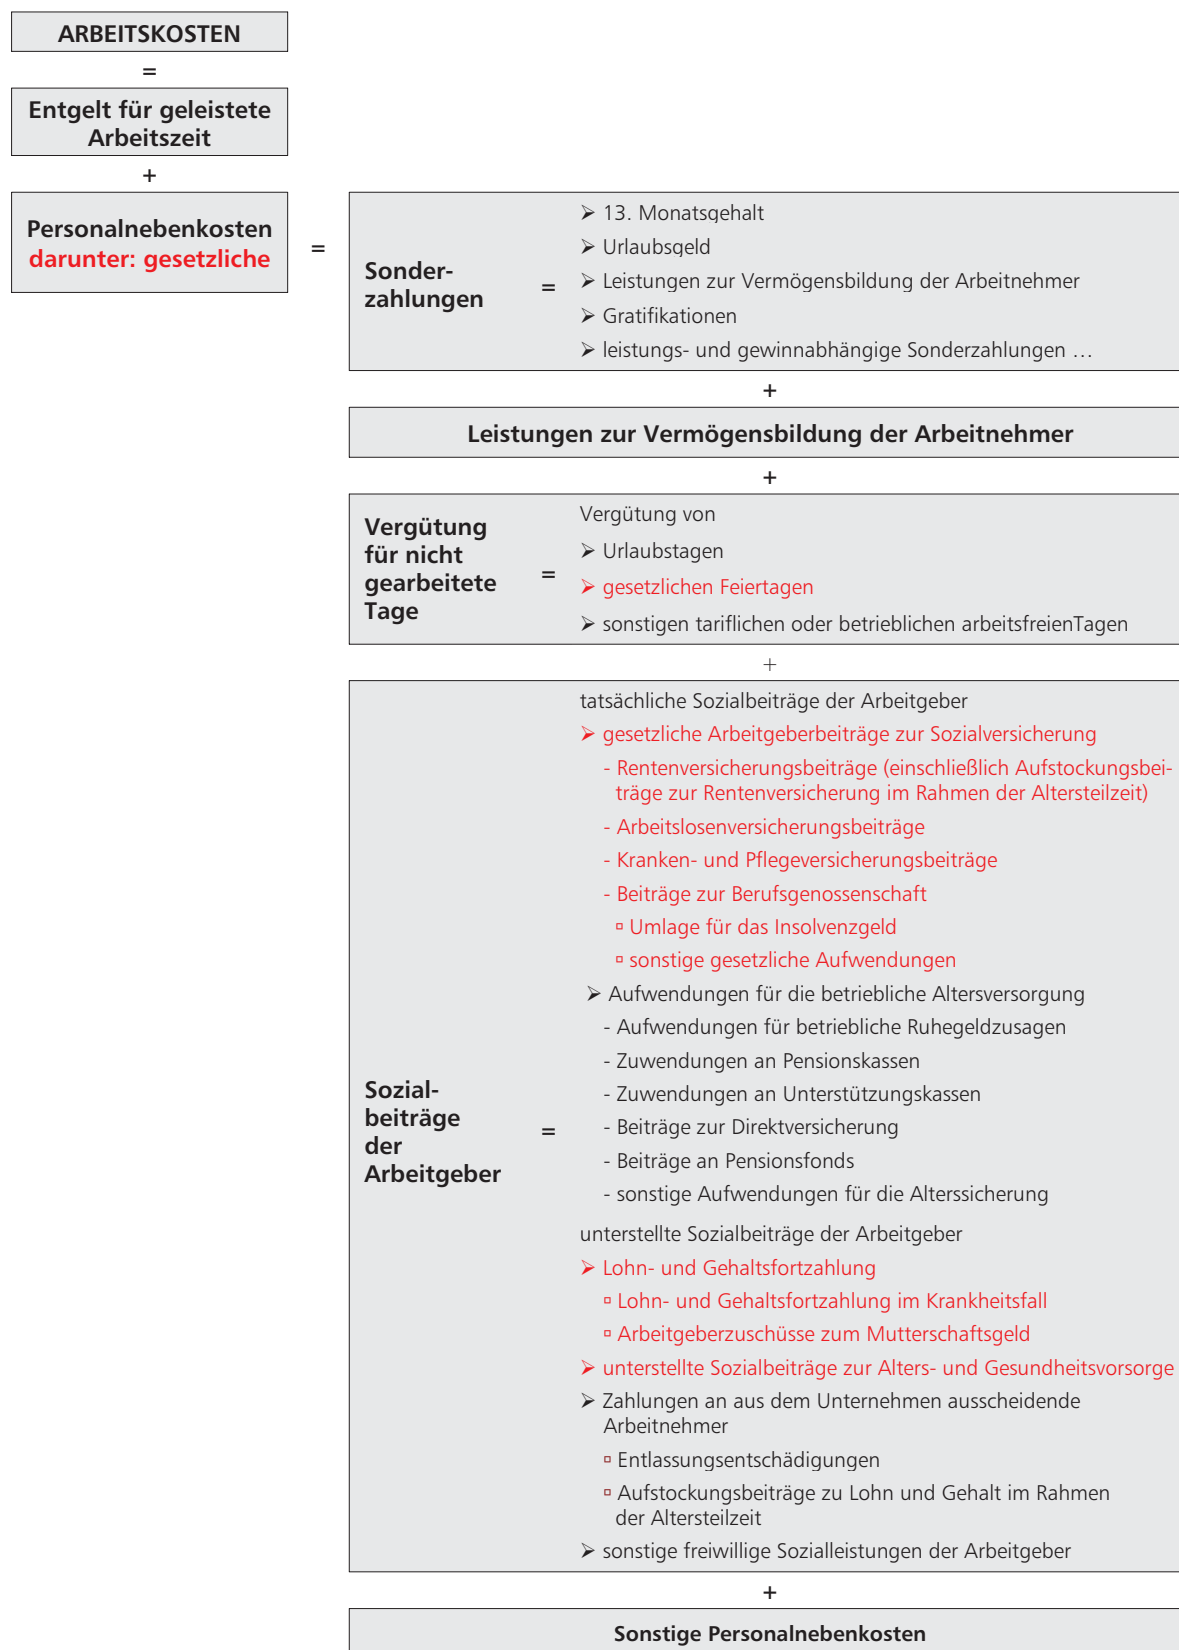 ARBEITSKOSTEN
=
Entgelt für geleistete
Arbeitszeit
+
Personalnebenkosten
darunter: gesetzliche
=
Sonder-
zahlungen
=
➢ 13. Monatsgehalt
➢ Urlaubsgeld
➢ Leistungen zur Vermögensbildung der Arbeitnehmer
➢ Gratifikationen
➢ leistungs- und gewinnabhängige Sonderzahlungen …
+
Leistungen zur Vermögensbildung der Arbeitnehmer
+
Vergütung
für nicht
gearbeitete
Tage
=
Vergütung von
➢ Urlaubstagen
➢ gesetzlichen Feiertagen
➢ sonstigen tariflichen oder betrieblichen arbeitsfreienTagen
+
Sozial-
beiträge
der
Arbeitgeber
=
tatsächliche Sozialbeiträge der Arbeitgeber
➢ gesetzliche Arbeitgeberbeiträge zur Sozialversicherung
- Rentenversicherungsbeiträge (einschließlich Aufstockungsbei-
träge zur Rentenversicherung im Rahmen der Altersteilzeit)
- Arbeitslosenversicherungsbeiträge
- Kranken- und Pflegeversicherungsbeiträge
- Beiträge zur Berufsgenossenschaft
▫ Umlage für das Insolvenzgeld
▫ sonstige gesetzliche Aufwendungen
➢ Aufwendungen für die betriebliche Altersversorgung
- Aufwendungen für betriebliche Ruhegeldzusagen
- Zuwendungen an Pensionskassen
- Zuwendungen an Unterstützungskassen
- Beiträge zur Direktversicherung
- Beiträge an Pensionsfonds
- sonstige Aufwendungen für die Alterssicherung
unterstellte Sozialbeiträge der Arbeitgeber
➢ Lohn- und Gehaltsfortzahlung
▫ Lohn- und Gehaltsfortzahlung im Krankheitsfall
▫ Arbeitgeberzuschüsse zum Mutterschaftsgeld
➢ unterstellte Sozialbeiträge zur Alters- und Gesundheitsvorsorge
➢ Zahlungen an aus dem Unternehmen ausscheidende
Arbeitnehmer
▫ Entlassungsentschädigungen
▫ Aufstockungsbeiträge zu Lohn und Gehalt im Rahmen
der Altersteilzeit
➢ sonstige freiwillige Sozialleistungen der Arbeitgeber
+
Sonstige Personalnebenkosten